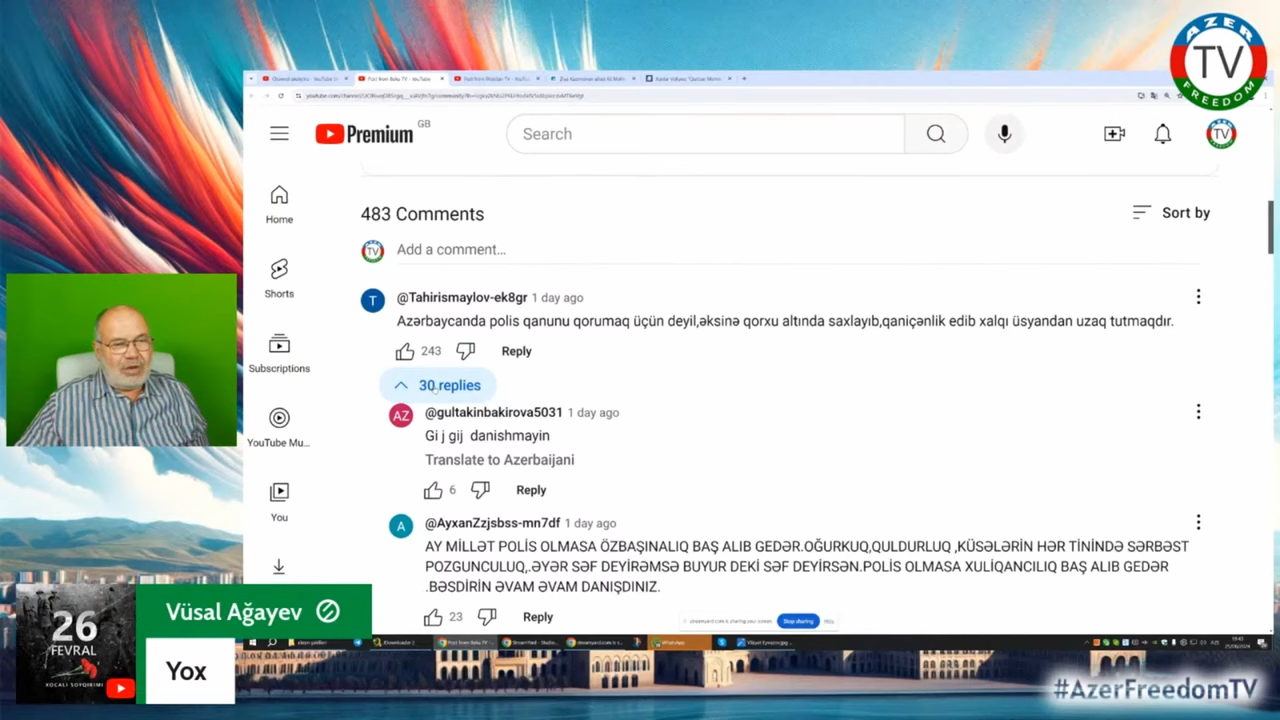 AZER
TV
FREEDOM
Premium
GB
Search
TV
Home
Shorts
Subscriptions
YouTube Mu...
You
483 Comments
Sort by
TV
Add a comment...
T
@Tahirismaylov-ek8gr 1 day ago
Azərbaycanda polis qanunu qorumaq üçün deyil,əksinə qorxu altında saxlayıb,qaniçənlik edib xalqı üsyandan uzaq tutmaqdır.
243
Reply
30 replies
AZ
@gultakinbakirova5031 1 day ago
Gi j gij danishmayin
Translate to Azerbaijani
6
Reply
A
@AyxanZzjsbss-mn7df 1 day ago
AY MİLLƏT POLİS OLMASA ÖZBAŞINALIQ BAŞ ALIB GEDƏR.OĞURKUQ,QULDURLUQ ,KÜSƏLƏRİN HƏR TİNİNDƏ SƏRBƏST
POZGUNCULUQ,.ƏYƏR SƏF DEYİRƏMSƏ BUYUR DEKİ SƏF DEYİRSƏN.POLİS OLMASA XULİQANCILIQ BAŞ ALIB GEDƏR
.BƏSDİRİN ƏVAM ƏVAM DANIŞDINIZ.
23
Reply
Stop sharing
Hide
26
FEVRAL
XOCALI SOYQIRIMI
Vüsal Ağayev
Yox
#AzerFreedomTV